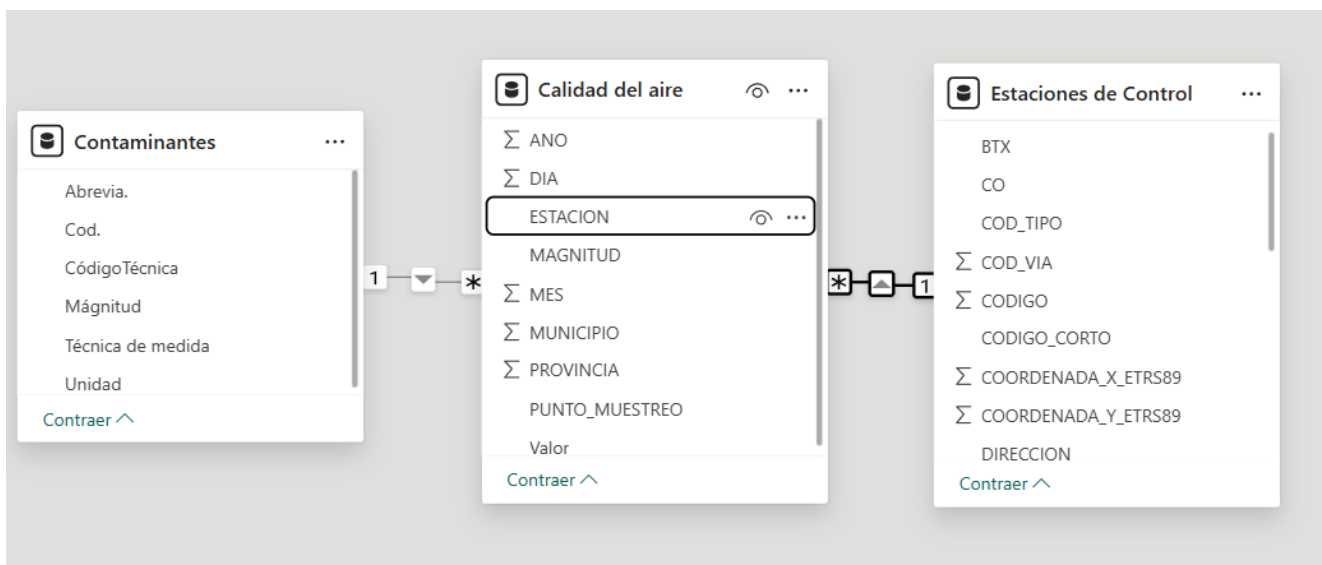 Contaminantes
Abrevia.
Cod.
CódigoTécnica
Mágnitud
Técnica de medida
Unidad
Contraer
1
*
Calidad del aire
Σ ANO
Σ DIA
ESTACION
MAGNITUD
Σ MES
Σ MUNICIPIO
Σ PROVINCIA
PUNTO_MUESTREO
Valor
Contraer
*
1
Estaciones de Control
BTX
CO
COD_TIPO
Σ COD_VIA
Σ CODIGO
CODIGO_CORTO
Σ COORDENADA_X_ETRS89
Σ COORDENADA_Y_ETRS89
DIRECCION
Contraer